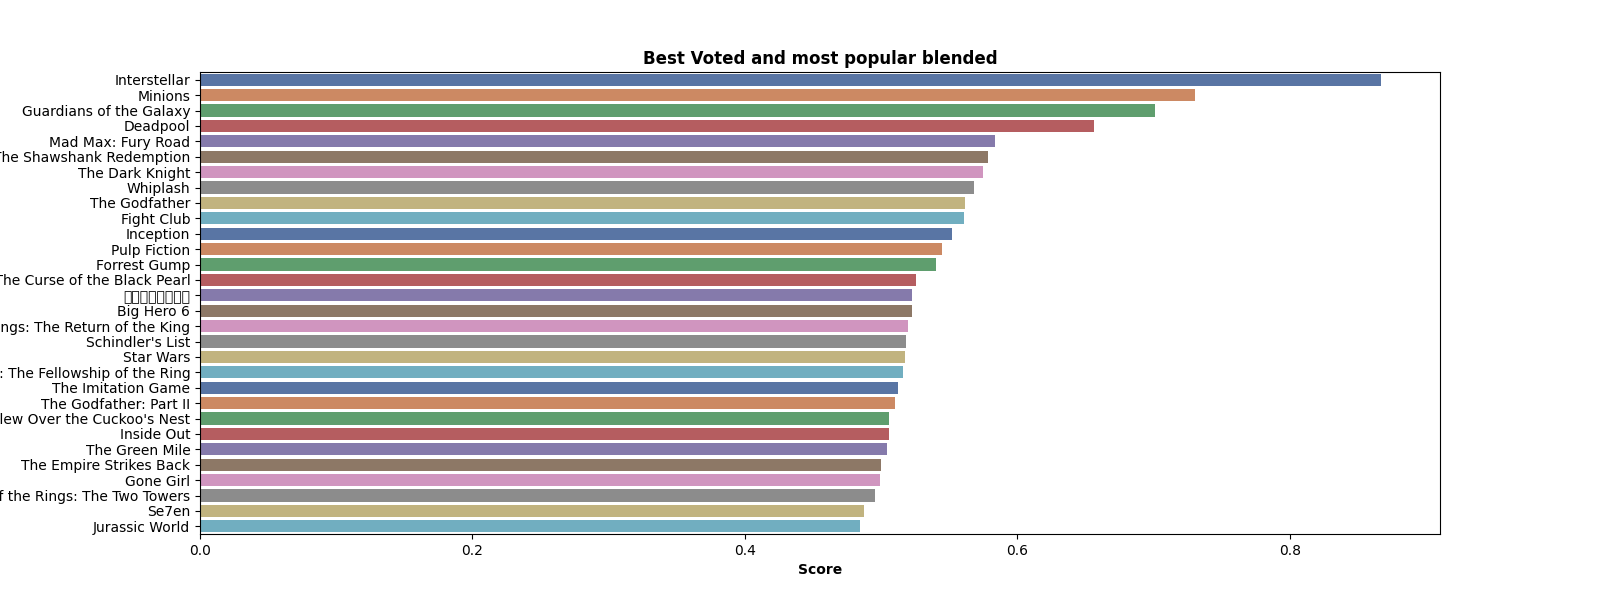 Best Voted and most popular blended
Interstellar
Minions
Guardians of the Galaxy
Deadpool
Mad Max: Fury Road
The Shawshank Redemption
The Dark Knight
Whiplash
The Godfather
Fight Club
Inception
Pulp Fiction
Forrest Gump
The Curse of the Black Pearl
Big Hero 6
ngs: The Return of the King
Schindler's List
Star Wars
: The Fellowship of the Ring
The Imitation Game
The Godfather: Part II
lew Over the Cuckoo's Nest
Inside Out
The Green Mile
The Empire Strikes Back
Gone Girl
f the Rings: The Two Towers
Se7en
Jurassic World
0.0 0.2 0.4 0.6 0.8
Score